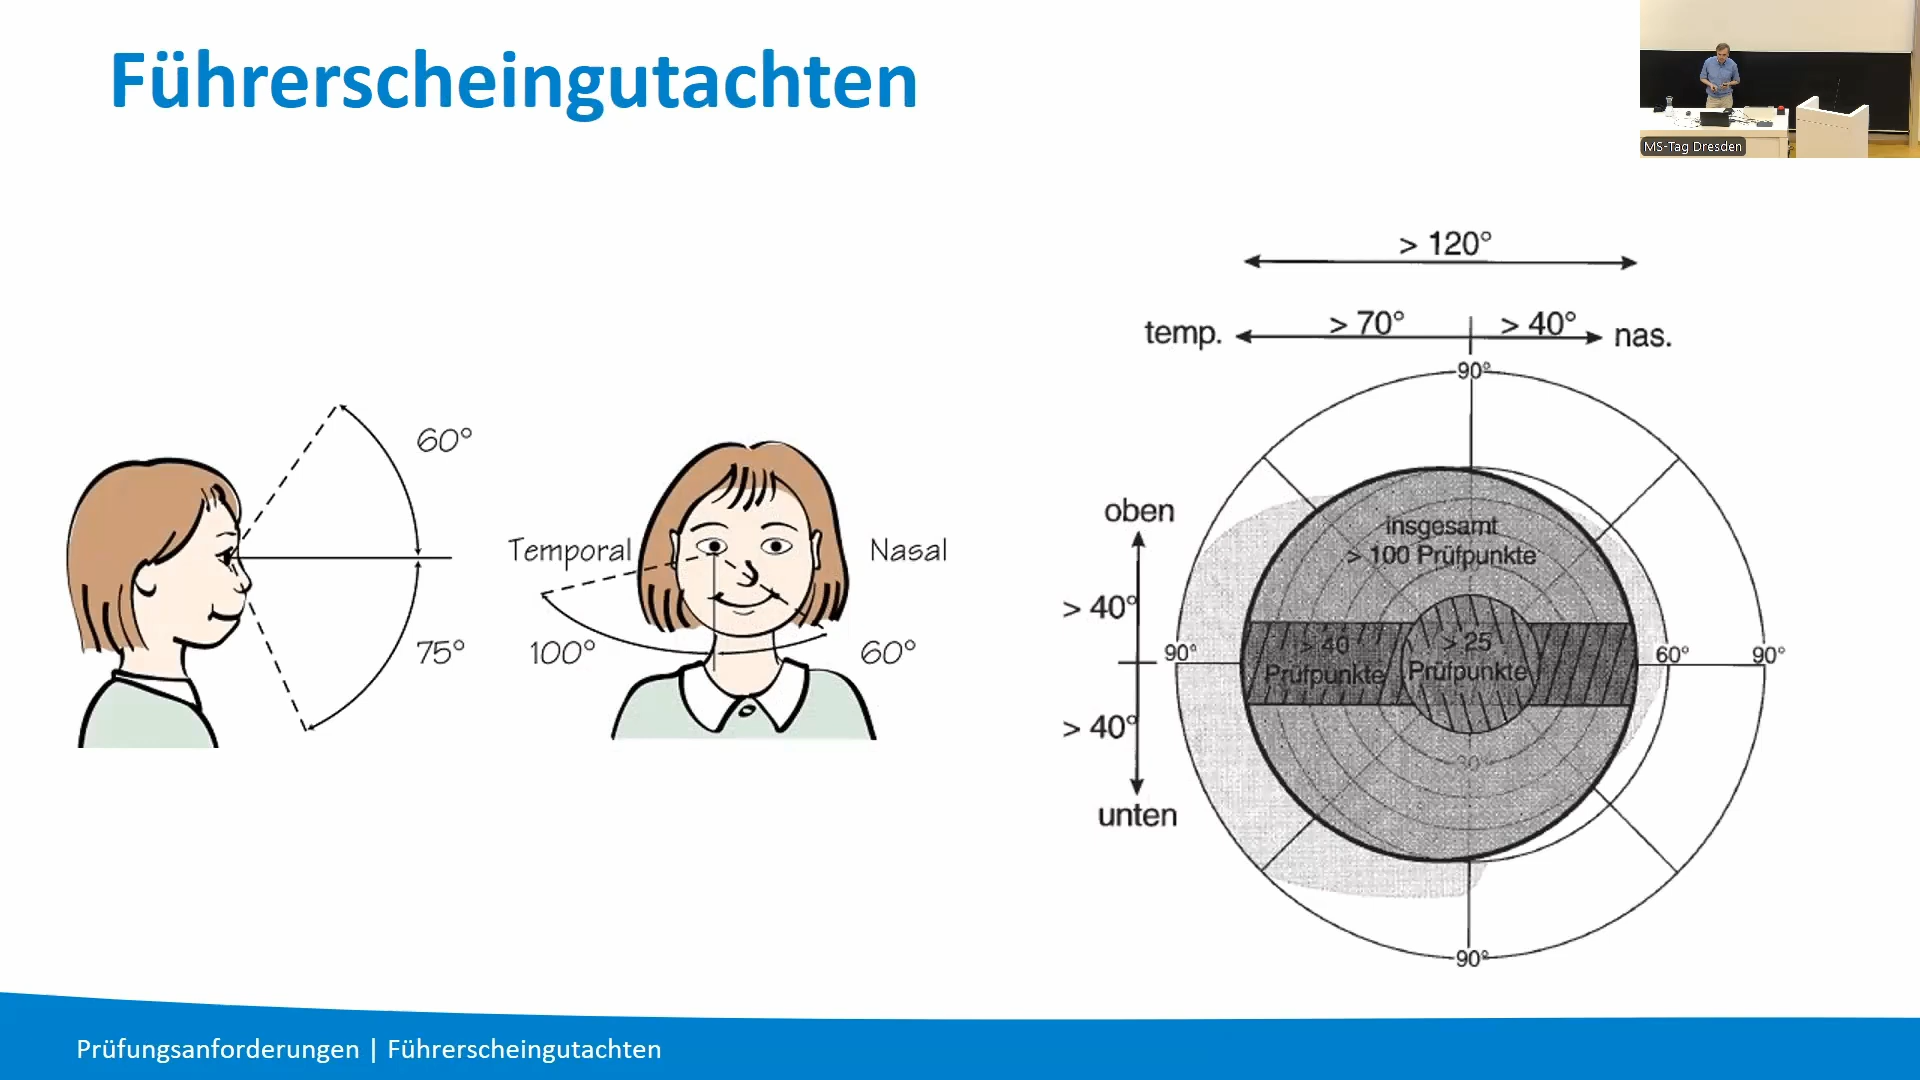 Führerscheingutachten
MS-Tag Dresden
60°
75°
Temporal
Nasal
100°
60°
> 120°
temp.
> 70°
> 40°
nas.
90°
oben
insgesamt
> 100 Prüfpunkte
> 40°
> 40
Prüfpunkte
> 25
Prüfpunkte
90°
60°
90°
> 40°
30°
unten
90°
Prüfungsanforderungen | Führerscheingutachten